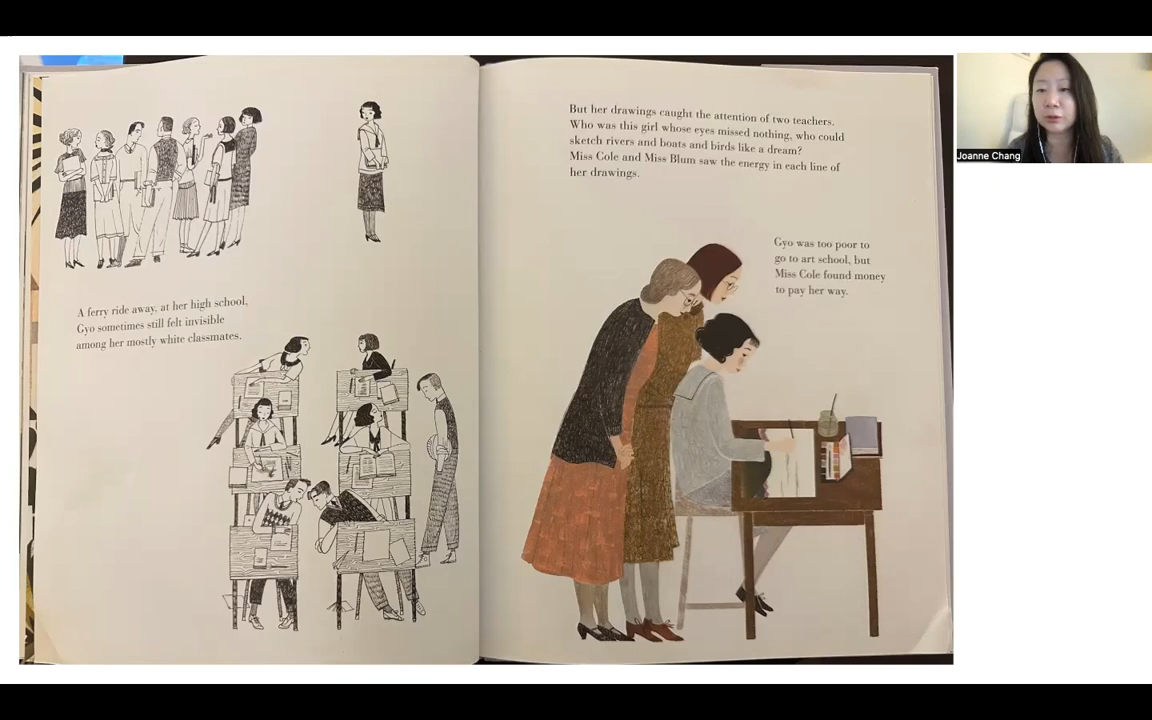 A ferry ride away, at her high school,
Gyo sometimes still felt invisible
among her mostly white classmates.
But her drawings caught the attention of two teachers.
Who was this girl whose eyes missed nothing, who could
sketch rivers and boats and birds like a dream?
Miss Cole and Miss Blum saw the energy in each line of
her drawings.
Gyo was too poor to
go to art school, but
Miss Cole found money
to pay her way.
Joanne Chang